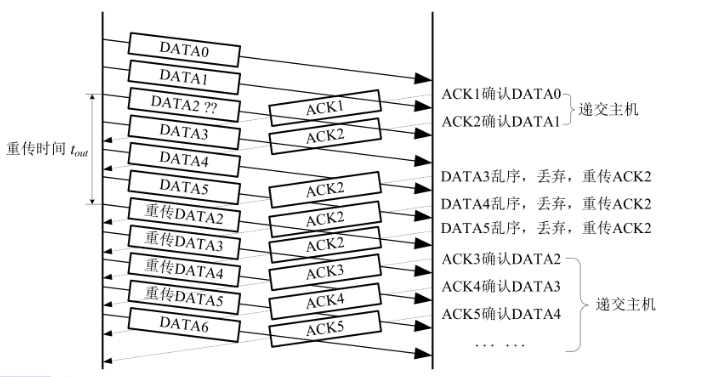 DATA0
DATA1
DATA2 ??
DATA3
DATA4
DATA5
重传DATA2
重传DATA3
重传DATA4
重传DATA5
DATA6
重传时间 tout
ACK1
ACK2
ACK2
ACK2
ACK2
ACK3
ACK4
ACK5
ACK1确认DATA0
ACK2确认DATA1
递交主机
DATA3乱序，丢弃，重传ACK2
DATA4乱序，丢弃，重传ACK2
DATA5乱序，丢弃，重传ACK2
ACK3确认DATA2
ACK4确认DATA3
ACK5确认DATA4
... ...
递交主机